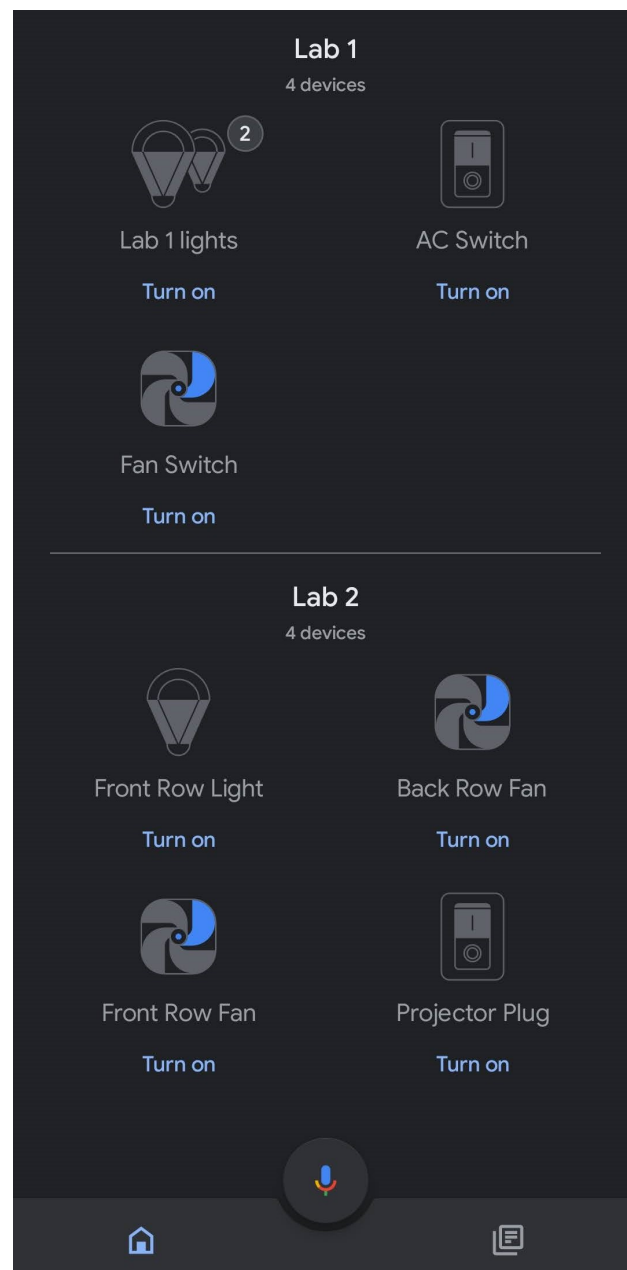 Lab 1
4 devices
2
Lab 1 lights
AC Switch
Turn on
Turn on
Fan Switch
Turn on
Lab 2
4 devices
Front Row Light
Back Row Fan
Turn on
Turn on
Front Row Fan
Projector Plug
Turn on
Turn on